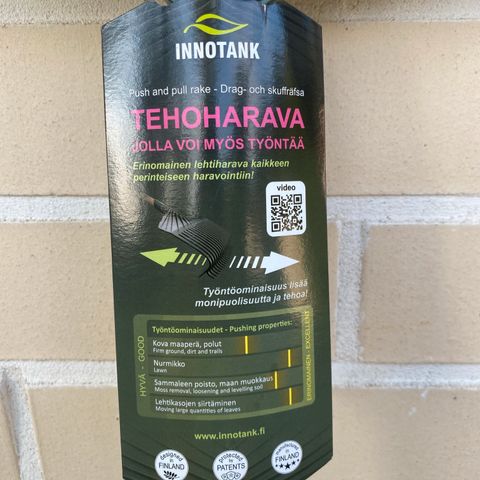 INNOTANK
Push and pull rake - Drag- och skuffräfsa
TEHOHARAVA
JOLLA VOI MYÖS TYÖNTÄÄ
Erinomainen lehtiharava kaikkeen
perinteiseen haravointiin!
video
Työntöominaisuus lisää
monipuolisuutta ja tehoa!
Työntöominaisuudet - Pushing properties:
Kova maaperä, polut
Firm ground, dirt and trails
Nurmikko
Lawn
Sammaleen poisto, maan muokkaus
Moss removal, loosening and levelling soil
Lehtikasojen siirtäminen
Moving large quantities of leaves
HYVÄ - GOOD
ERINOMAINEN - EXCELLENT
www.innotank.fi
designed in
FINLAND
protected by
PATENTS
manufactured in
FINLAND